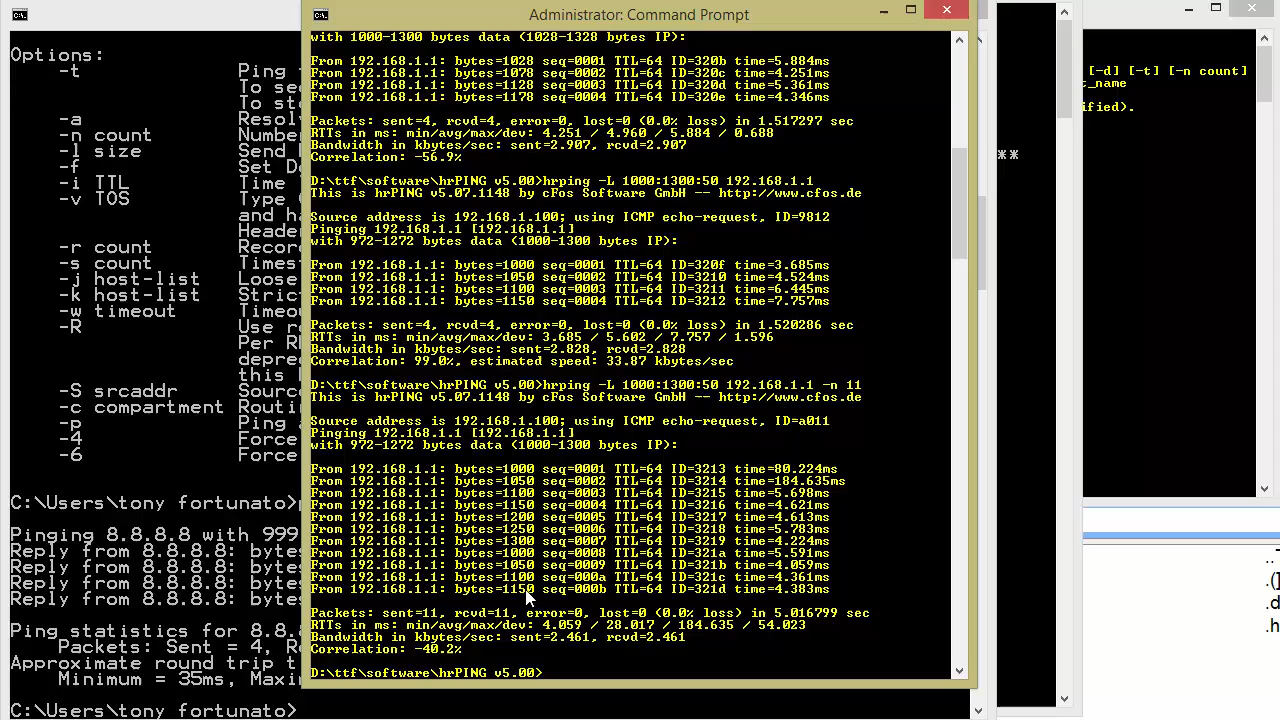 Administrator: Command Prompt
with 1000-1300 bytes data (1028-1328 bytes IP):
From 192.168.1.1: bytes=1028 seq=0001 TTL=64 ID=320b time=5.884ms
From 192.168.1.1: bytes=1078 seq=0002 TTL=64 ID=320c time=4.251ms
From 192.168.1.1: bytes=1128 seq=0003 TTL=64 ID=320d time=5.361ms
From 192.168.1.1: bytes=1178 seq=0004 TTL=64 ID=320e time=4.346ms
Packets: sent=4, rcvd=4, error=0, lost=0 (0.0% loss) in 1.517297 sec
RTTs in ms: min/avg/max/dev: 4.251 / 4.960 / 5.884 / 0.688
Bandwidth in kbytes/sec: sent=2.907, rcvd=2.907
Correlation: -56.9%
D:\ttf\software\hrPING v5.00>hrping -L 1000:1300:50 192.168.1.1
This is hrPING v5.07.1148 by cFos Software GmbH -- http://www.cfos.de
Source address is 192.168.1.100; using ICMP echo-request, ID=9812
Pinging 192.168.1.1 [192.168.1.1]
with 972-1272 bytes data (1000-1300 bytes IP):
From 192.168.1.1: bytes=1000 seq=0001 TTL=64 ID=320f time=3.685ms
From 192.168.1.1: bytes=1050 seq=0002 TTL=64 ID=3210 time=4.524ms
From 192.168.1.1: bytes=1100 seq=0003 TTL=64 ID=3211 time=6.445ms
From 192.168.1.1: bytes=1150 seq=0004 TTL=64 ID=3212 time=7.757ms
Packets: sent=4, rcvd=4, error=0, lost=0 (0.0% loss) in 1.520286 sec
RTTs in ms: min/avg/max/dev: 3.685 / 5.602 / 7.757 / 1.596
Bandwidth in kbytes/sec: sent=2.828, rcvd=2.828
Correlation: 99.0%, estimated speed: 33.87 kbytes/sec
D:\ttf\software\hrPING v5.00>hrping -L 1000:1300:50 192.168.1.1 -n 11
This is hrPING v5.07.1148 by cFos Software GmbH -- http://www.cfos.de
Source address is 192.168.1.100; using ICMP echo-request, ID=a011
Pinging 192.168.1.1 [192.168.1.1]
with 972-1272 bytes data (1000-1300 bytes IP):
From 192.168.1.1: bytes=1000 seq=0001 TTL=64 ID=3213 time=80.224ms
From 192.168.1.1: bytes=1050 seq=0002 TTL=64 ID=3214 time=184.635ms
From 192.168.1.1: bytes=1100 seq=0003 TTL=64 ID=3215 time=5.698ms
From 192.168.1.1: bytes=1150 seq=0004 TTL=64 ID=3216 time=4.621ms
From 192.168.1.1: bytes=1200 seq=0005 TTL=64 ID=3217 time=4.613ms
From 192.168.1.1: bytes=1250 seq=0006 TTL=64 ID=3218 time=5.783ms
From 192.168.1.1: bytes=1300 seq=0007 TTL=64 ID=3219 time=4.224ms
From 192.168.1.1: bytes=1000 seq=0008 TTL=64 ID=321a time=5.591ms
From 192.168.1.1: bytes=1050 seq=0009 TTL=64 ID=321b time=4.059ms
From 192.168.1.1: bytes=1100 seq=000a TTL=64 ID=321c time=4.361ms
From 192.168.1.1: bytes=1150 seq=000b TTL=64 ID=321d time=4.383ms
Packets: sent=11, rcvd=11, error=0, lost=0 (0.0% loss) in 5.016799 sec
RTTs in ms: min/avg/max/dev: 4.059 / 28.017 / 184.635 / 54.023
Bandwidth in kbytes/sec: sent=2.461, rcvd=2.461
Correlation: -40.2%
D:\ttf\software\hrPING v5.00>
Options:
-t Ping
To se
To st
-a Resol
-n count Numbe
-l size Send
-f Set Do
-i TTL Time
-v TOS Type
and ha
Heade
-r count Recor
-s count Times
-j host-list Loose
-k host-list Stric
-w timeout Timeo
-R Use ro
Per R
depre
this
-S srcaddr Sourc
-c compartment Routi
-p Ping a
-4 Force
-6 Force
C:\Users\tony fortunato>
Pinging 8.8.8.8 with 999
Reply from 8.8.8.8: bytes
Reply from 8.8.8.8: bytes
Reply from 8.8.8.8: bytes
Reply from 8.8.8.8: bytes
Ping statistics for 8.8.8
Packets: Sent = 4, Re
Approximate round trip t
Minimum = 35ms, Maxi
C:\Users\tony fortunato>
**
[-d] [-t] [-n count]
t_name
ified).
..
.(]
.d
.h